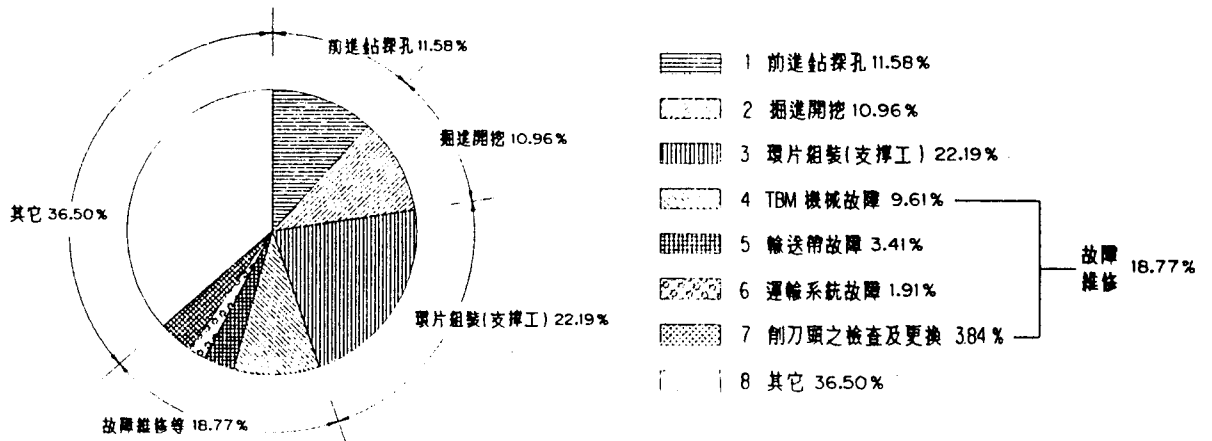 前進鉆探孔 11.58%
掘進開挖 10.96%
其它 36.50%
環片組裝(支撐工) 22.19%
故障維修等 18.77%
1 前進鉆探孔 11.58%
2 掘進開挖 10.96%
3 環片組裝(支撐工) 22.19%
4 TBM 機械故障 9.61%
5 輸送帶故障 3.41%
6 運輸系統故障 1.91%
7 削刀頭之檢查及更換 3.84%
8 其它 36.50%
故障
維修 18.77%